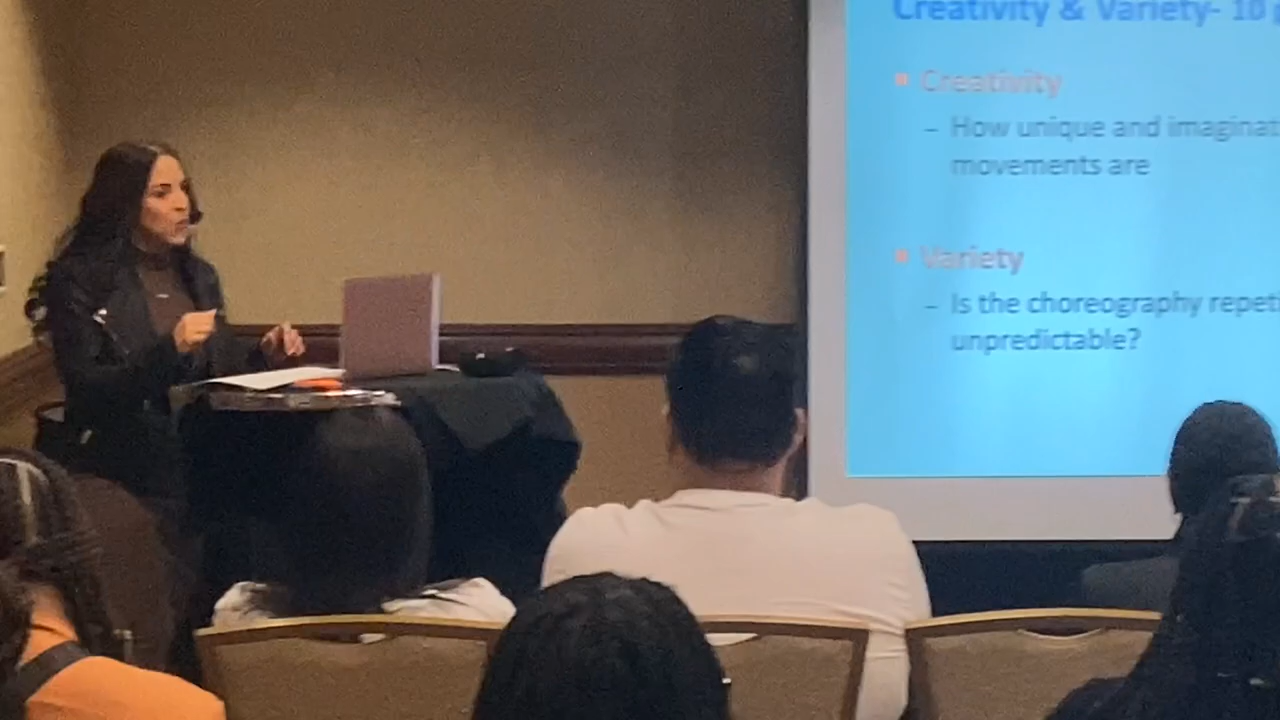 Creativity & Variety- 10
Creativity
– How unique and imaginat
movements are
Variety
– Is the choreography repeti
unpredictable?